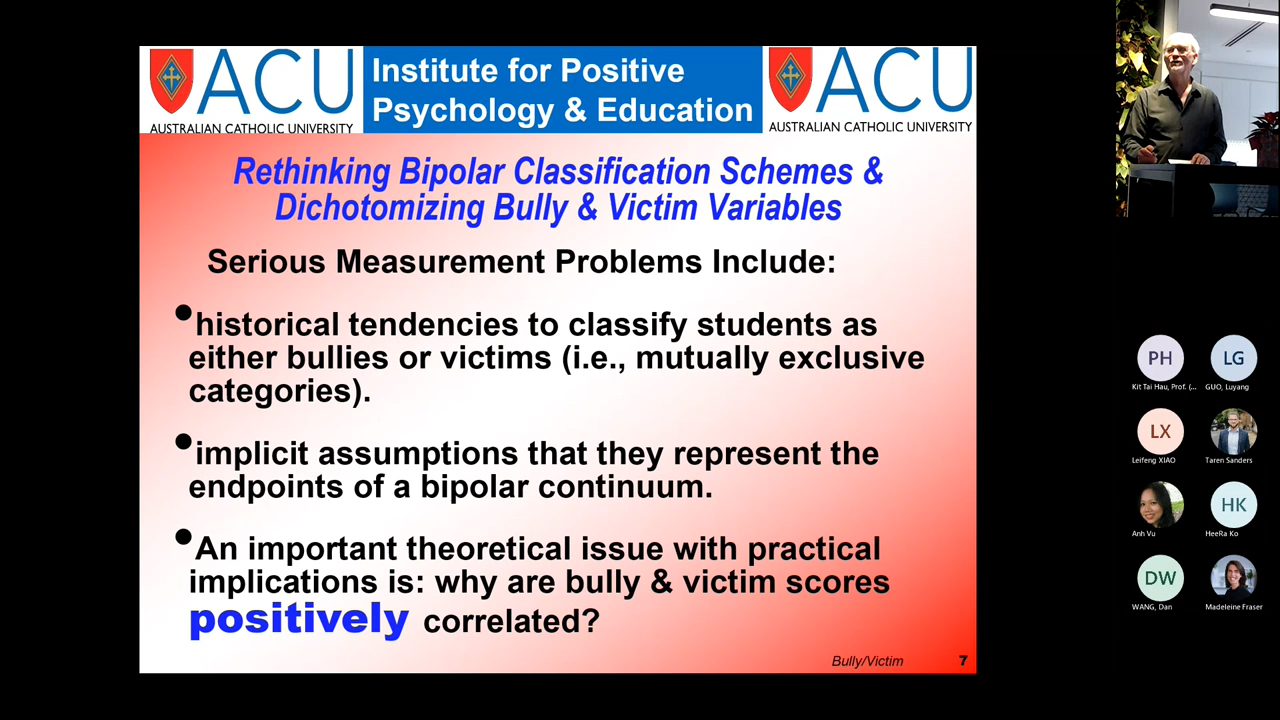 ACU
AUSTRALIAN CATHOLIC UNIVERSITY
Institute for Positive
Psychology & Education
ACU
AUSTRALIAN CATHOLIC UNIVERSITY
Rethinking Bipolar Classification Schemes &
Dichotomizing Bully & Victim Variables
Serious Measurement Problems Include:
•historical tendencies to classify students as
either bullies or victims (i.e., mutually exclusive
categories).
•implicit assumptions that they represent the
endpoints of a bipolar continuum.
•An important theoretical issue with practical
implications is: why are bully & victim scores
positively correlated?
Bully/Victim 7
PH LG
Kit Tai Hau, Prof. (... GUO, Luyang
LX
Leifeng XIAO Taren Sanders
HK
Anh Vu HeeRa Ko
DW
WANG, Dan Madeleine Fraser